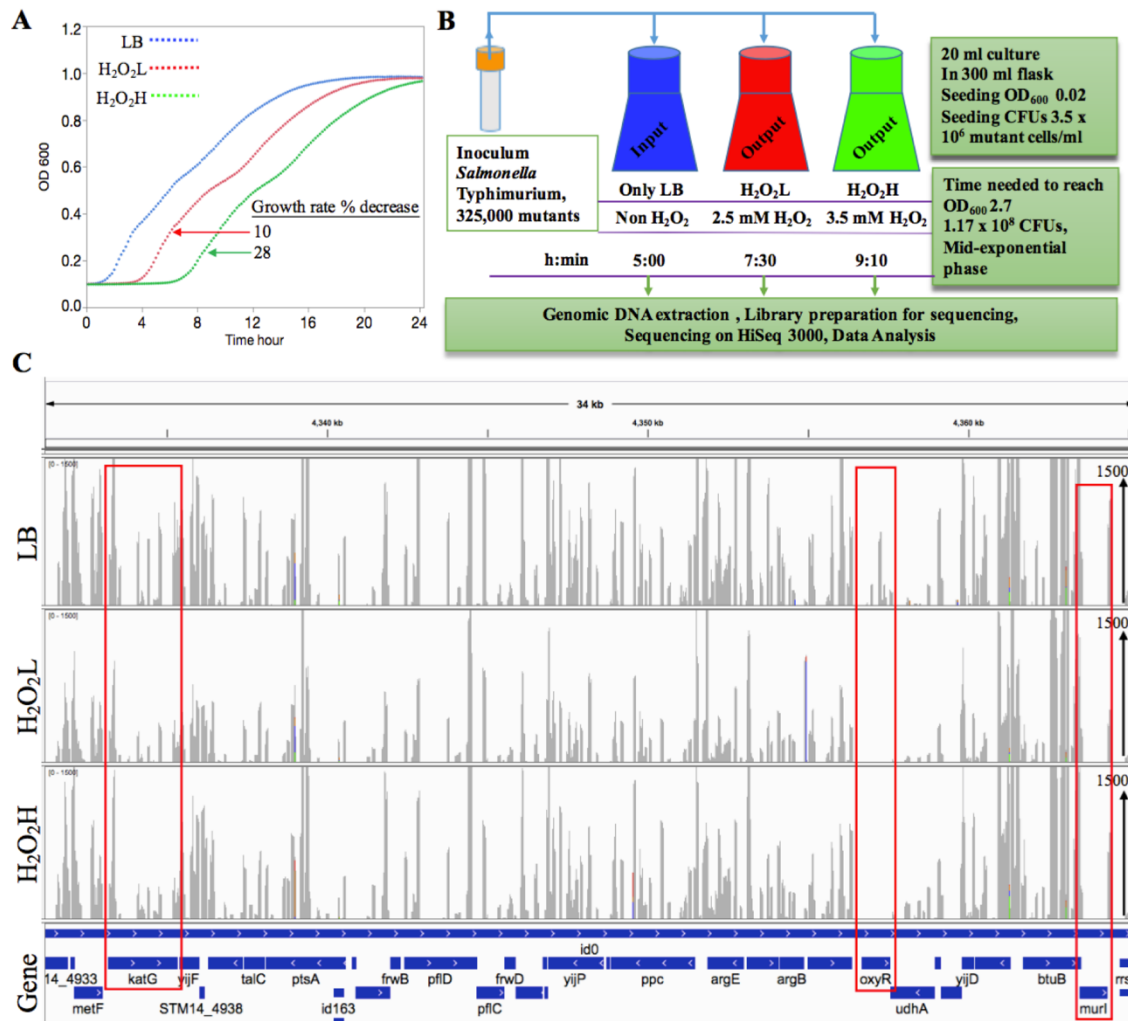 A
1.2
1.0
0.8
0.6
0.4
0.2
0.0
OD 600
LB
H₂O₂L
H₂O₂H
Growth rate % decrease
10
28
0 4 8 12 16 20 24
Time hour
B
Inoculum
Salmonella
Typhimurium,
325,000 mutants
Input
Output
Output
Only LB H₂O₂L H₂O₂H
Non H₂O₂ 2.5 mM H₂O₂ 3.5 mM H₂O₂
h:min 5:00 7:30 9:10
20 ml culture
In 300 ml flask
Seeding OD₆₀₀ 0.02
Seeding CFUs 3.5 x
10⁶ mutant cells/ml
Time needed to reach
OD₆₀₀ 2.7
1.17 x 10⁸ CFUs,
Mid-exponential
phase
Genomic DNA extraction , Library preparation for sequencing,
Sequencing on HiSeq 3000, Data Analysis
C
34 kb
4,340 kb 4,350 kb 4,360 kb
LB
[0 - 1500]
1500
H₂O₂L
[0 - 1500]
1500
H₂O₂H
[0 - 1500]
1500
Gene
id0
14_4933 katG yijF talC ptsA frwB pflD frwD yijP ppc argE argB oxyR yijD btuB rrs
metF STM14_4938 id163 pflC udhA murI